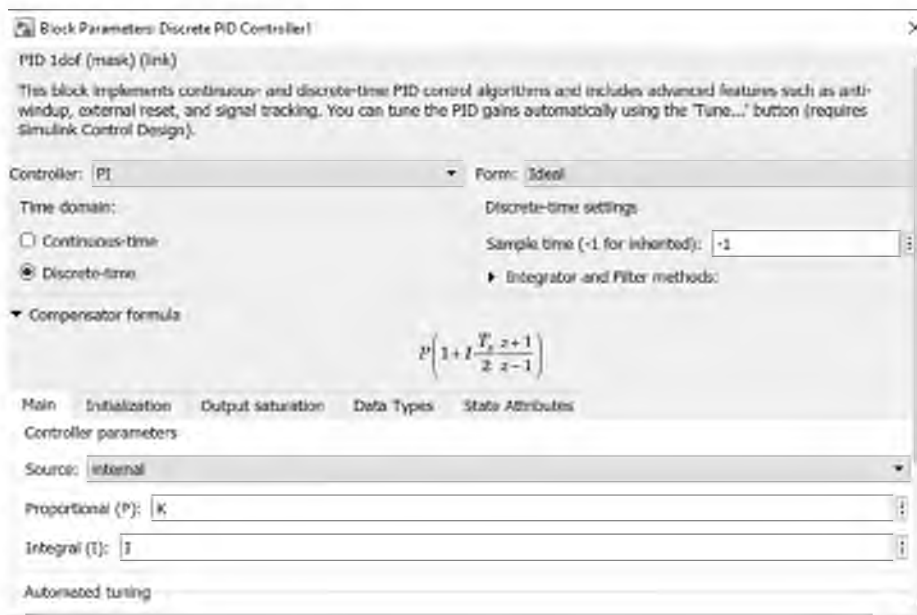 Block Parameters: Discrete PID Controller1
PID 1dof (mask) (link)
This block implements continuous- and discrete-time PID control algorithms and includes advanced features such as anti-
windup, external reset, and signal tracking. You can tune the PID gains automatically using the 'Tune...' button (requires
Simulink Control Design).
Controller: PI
Form: Ideal
Time domain:
Discrete-time settings
Continuous-time
Sample time (-1 for inherited): -1
Discrete-time
Integrator and Filter methods:
Compensator formula
P(1+I T_s/2 z+1/z-1)
Main Initialization Output saturation Data Types State Attributes
Controller parameters
Source: internal
Proportional (P): K
Integral (I): I
Automated tuning